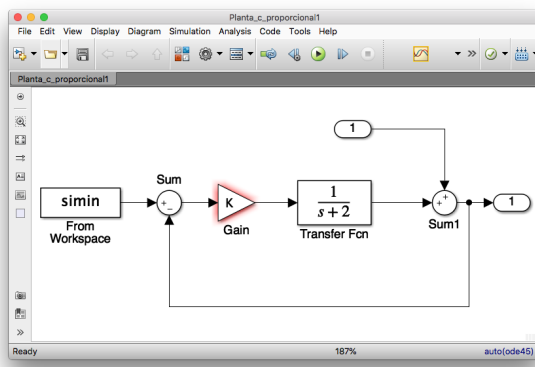 Planta_c_proporcional1
File Edit View Display Diagram Simulation Analysis Code Tools Help
Planta_c_proporcional1
1
Sum
simin
K
1
s+2
1
From
Workspace
Gain
Transfer Fcn
Sum1
Ready
187%
auto(ode45)